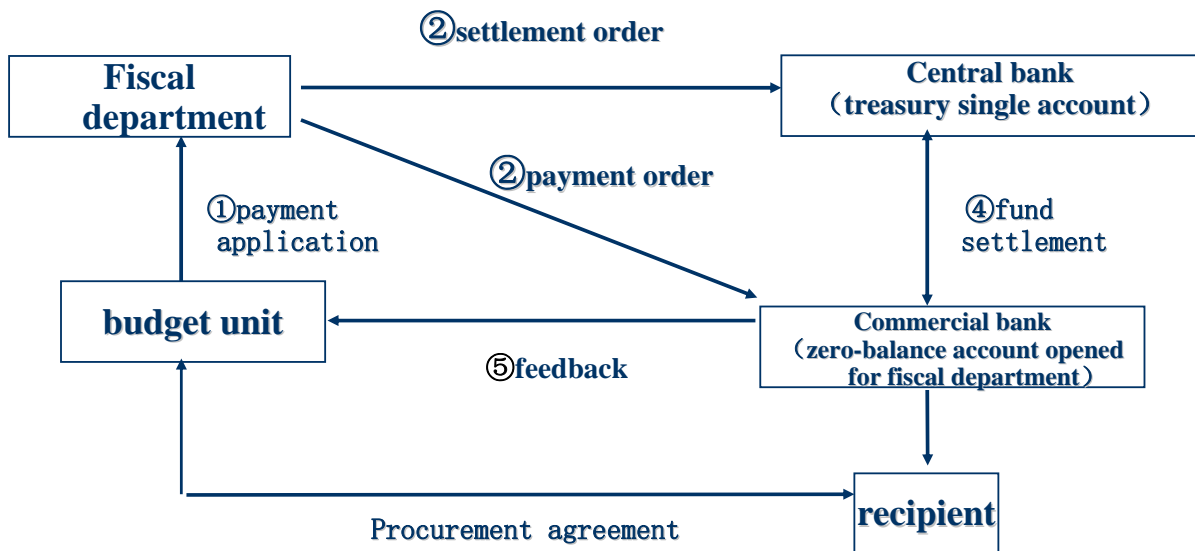 ②settlement order
Fiscal
department
Central bank
（treasury single account）
②payment order
①payment
application
④fund
settlement
budget unit
Commercial bank
（zero-balance account opened
for fiscal department）
⑤feedback
recipient
Procurement agreement